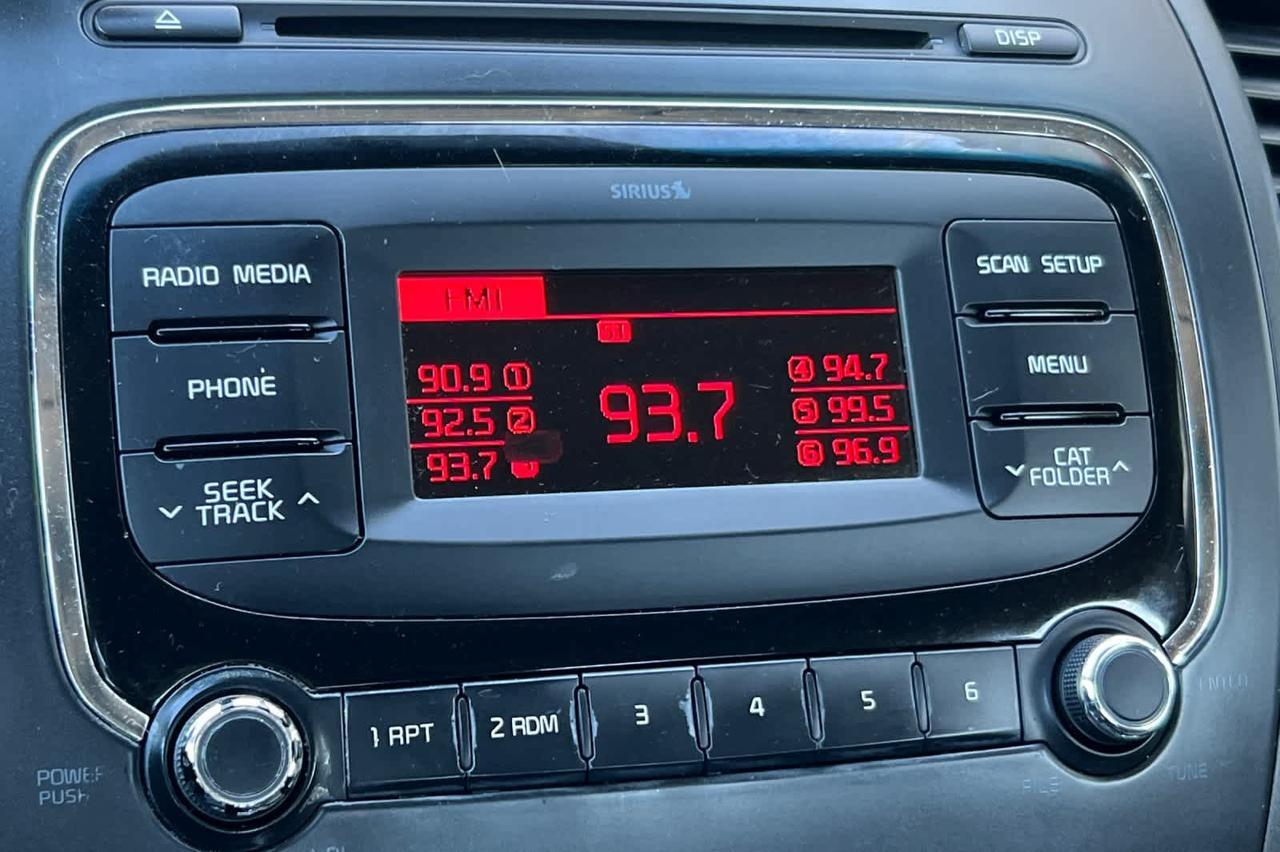 DISP
SIRIUS
RADIO MEDIA
SCAN SETUP
FM1
ST
PHONE
MENU
90.9 1
92.5 2
93.7
93.7
4 94.7
5 99.5
6 96.9
SEEK
TRACK
CAT
FOLDER
1 RPT
2 RDM
3
4
5
6
ENTER
POWER
PUSH
FILE
TUNE